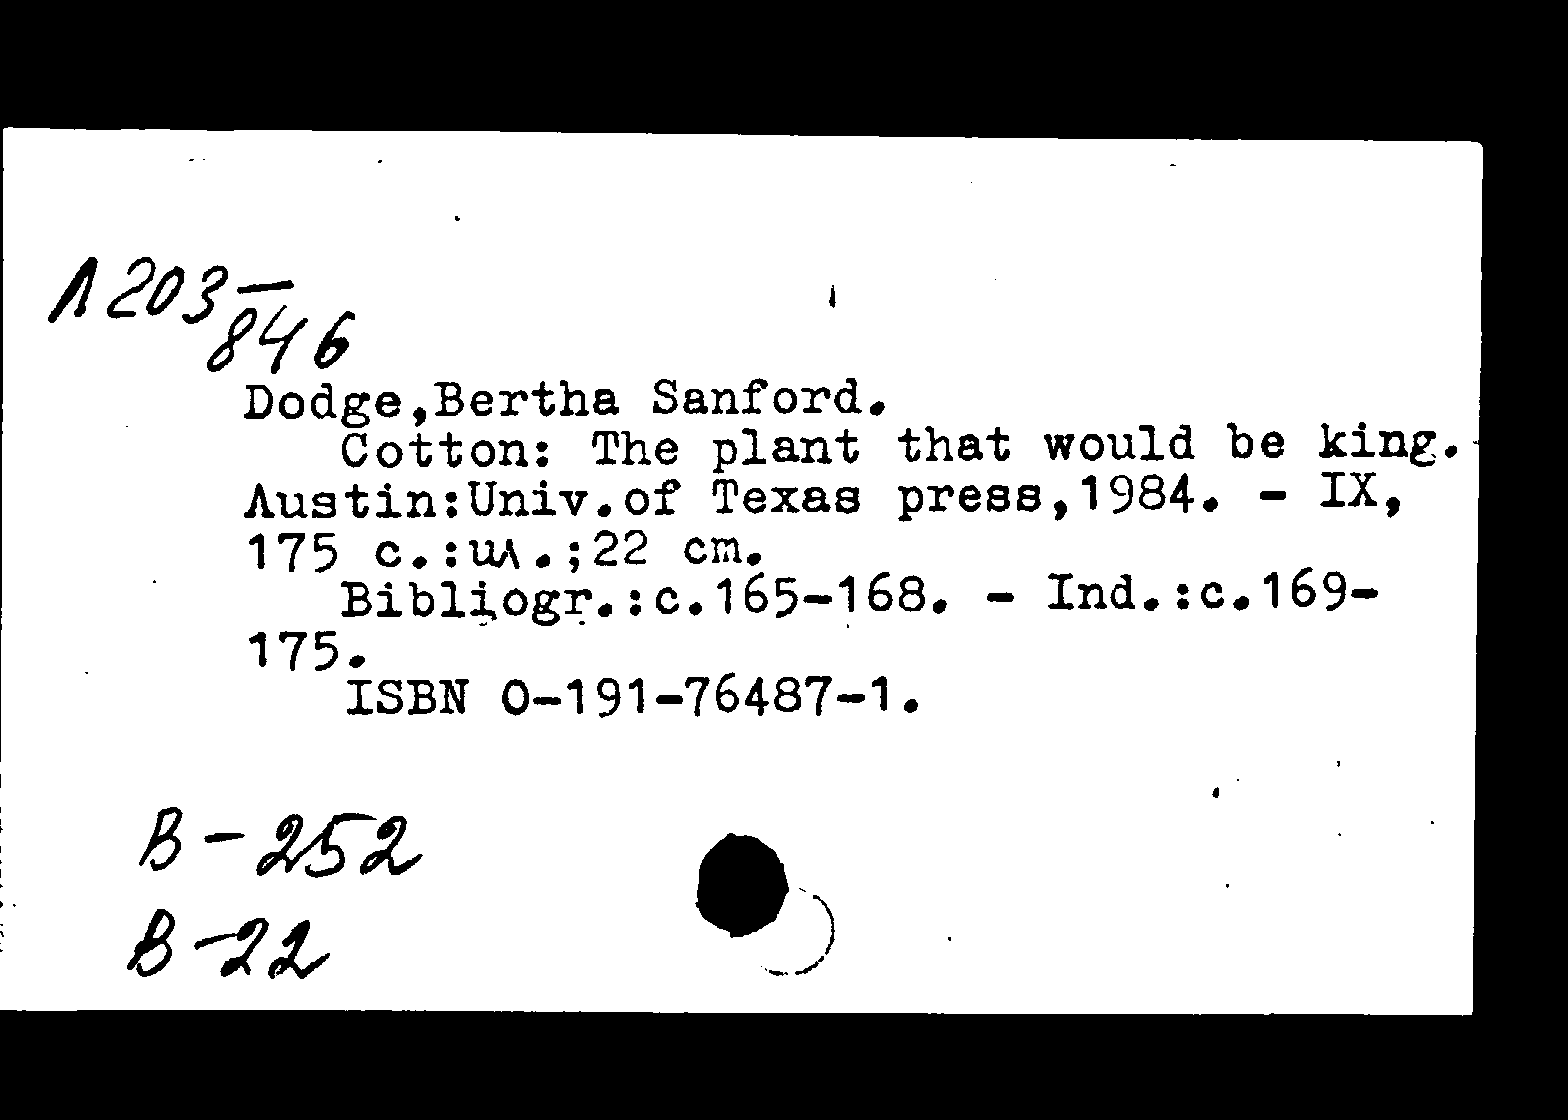 Л203-
846
Dodge,Bertha Sanford.
Cotton: The plant that would be king.
Austin:Univ.of Texas press,1984. - IX,
175 c.:ил.;22 cm.
Bibliogr.:c.165-168. - Ind.:c.169-
175.
ISBN 0-191-76487-1.
В-252
В-22